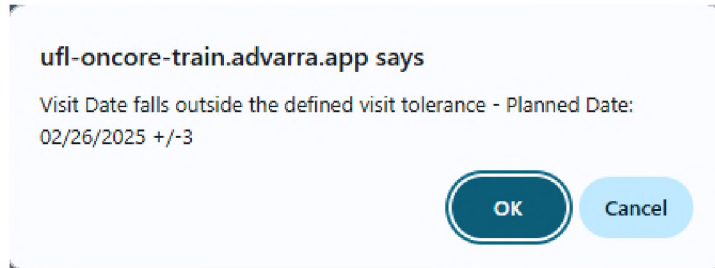 ufl-oncore-train.advarra.app says
Visit Date falls outside the defined visit tolerance - Planned Date:
02/26/2025 +/-3
OK
Cancel